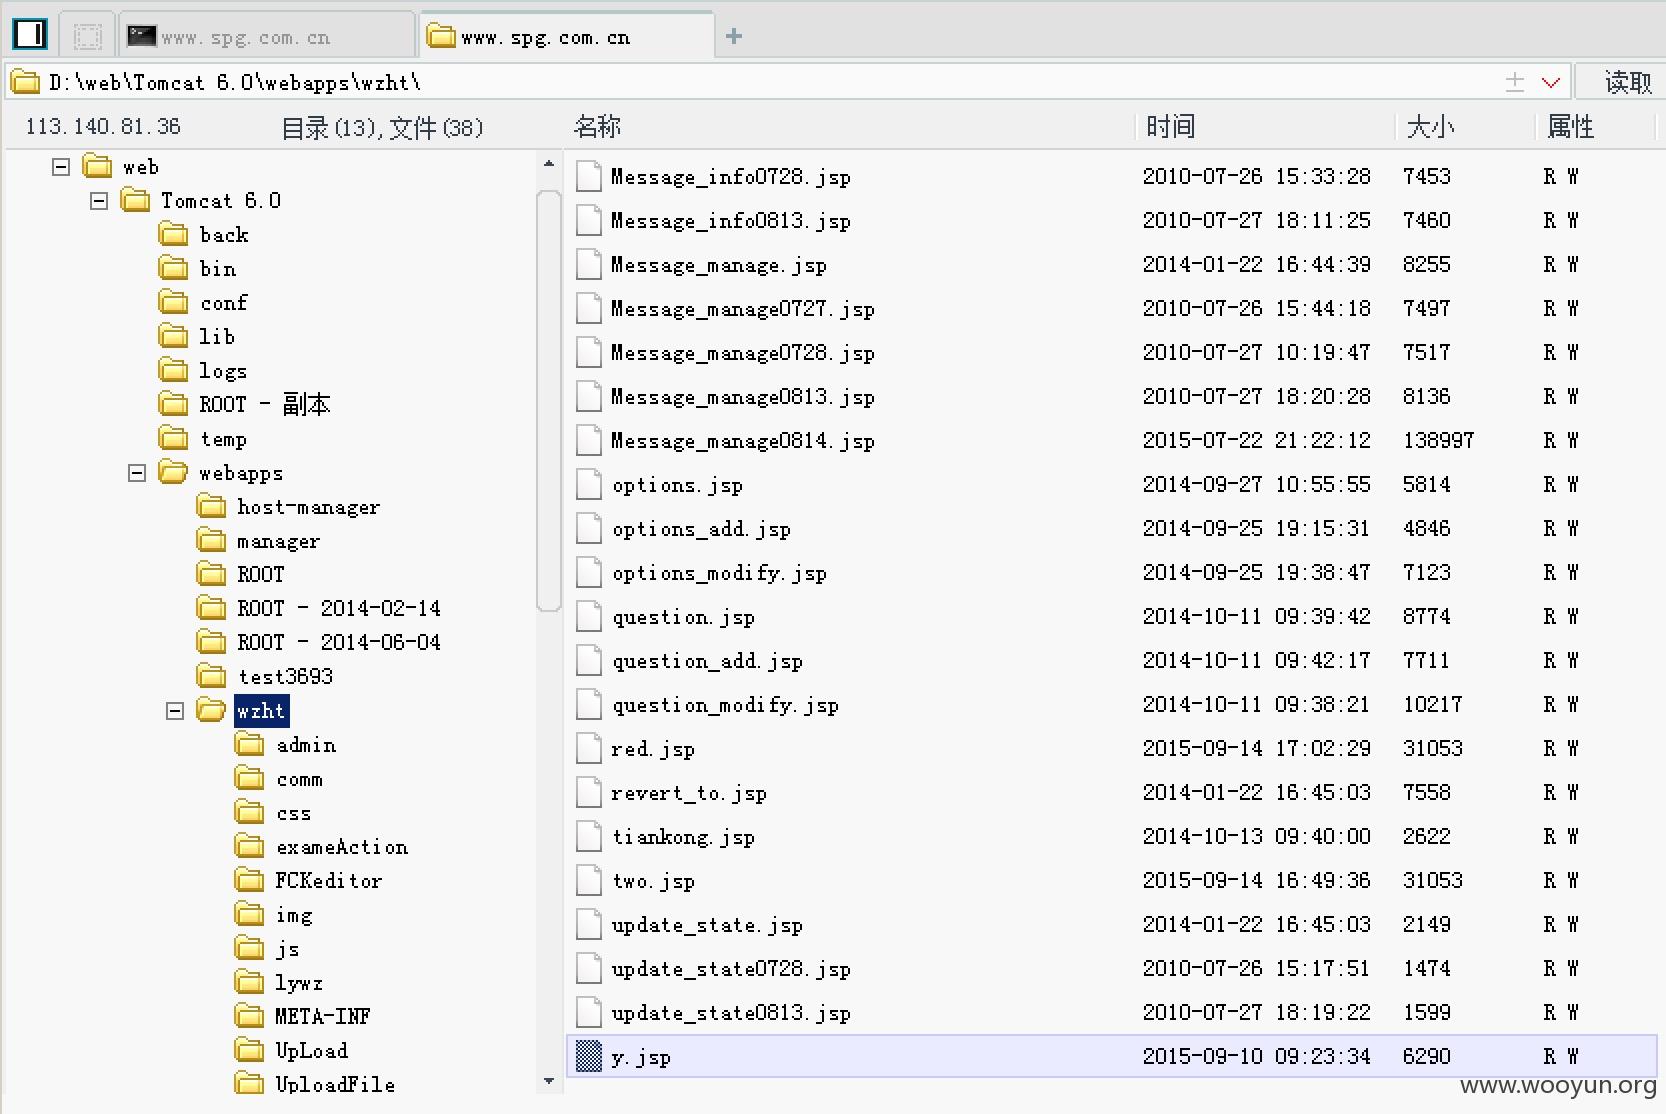 www.spg.com.cn www.spg.com.cn +
D:\web\Tomcat 6.0\webapps\wzht\ 读取
113.140.81.36 目录(13),文件(38) 名称 时间 大小 属性
web
Tomcat 6.0
back
bin
conf
lib
logs
ROOT - 副本
temp
webapps
host-manager
manager
ROOT
ROOT - 2014-02-14
ROOT - 2014-06-04
test3693
wzht
admin
comm
css
exameAction
FCKeditor
img
js
lywz
META-INF
UpLoad
UploadFile
Message_info0728.jsp 2010-07-26 15:33:28 7453 R W
Message_info0813.jsp 2010-07-27 18:11:25 7460 R W
Message_manage.jsp 2014-01-22 16:44:39 8255 R W
Message_manage0727.jsp 2010-07-26 15:44:18 7497 R W
Message_manage0728.jsp 2010-07-27 10:19:47 7517 R W
Message_manage0813.jsp 2010-07-27 18:20:28 8136 R W
Message_manage0814.jsp 2015-07-22 21:22:12 138997 R W
options.jsp 2014-09-27 10:55:55 5814 R W
options_add.jsp 2014-09-25 19:15:31 4846 R W
options_modify.jsp 2014-09-25 19:38:47 7123 R W
question.jsp 2014-10-11 09:39:42 8774 R W
question_add.jsp 2014-10-11 09:42:17 7711 R W
question_modify.jsp 2014-10-11 09:38:21 10217 R W
red.jsp 2015-09-14 17:02:29 31053 R W
revert_to.jsp 2014-01-22 16:45:03 7558 R W
tiankong.jsp 2014-10-13 09:40:00 2622 R W
two.jsp 2015-09-14 16:49:36 31053 R W
update_state.jsp 2014-01-22 16:45:03 2149 R W
update_state0728.jsp 2010-07-26 15:17:51 1474 R W
update_state0813.jsp 2010-07-27 18:19:22 1599 R W
y.jsp 2015-09-10 09:23:34 6290 R W
www.wooyun.org